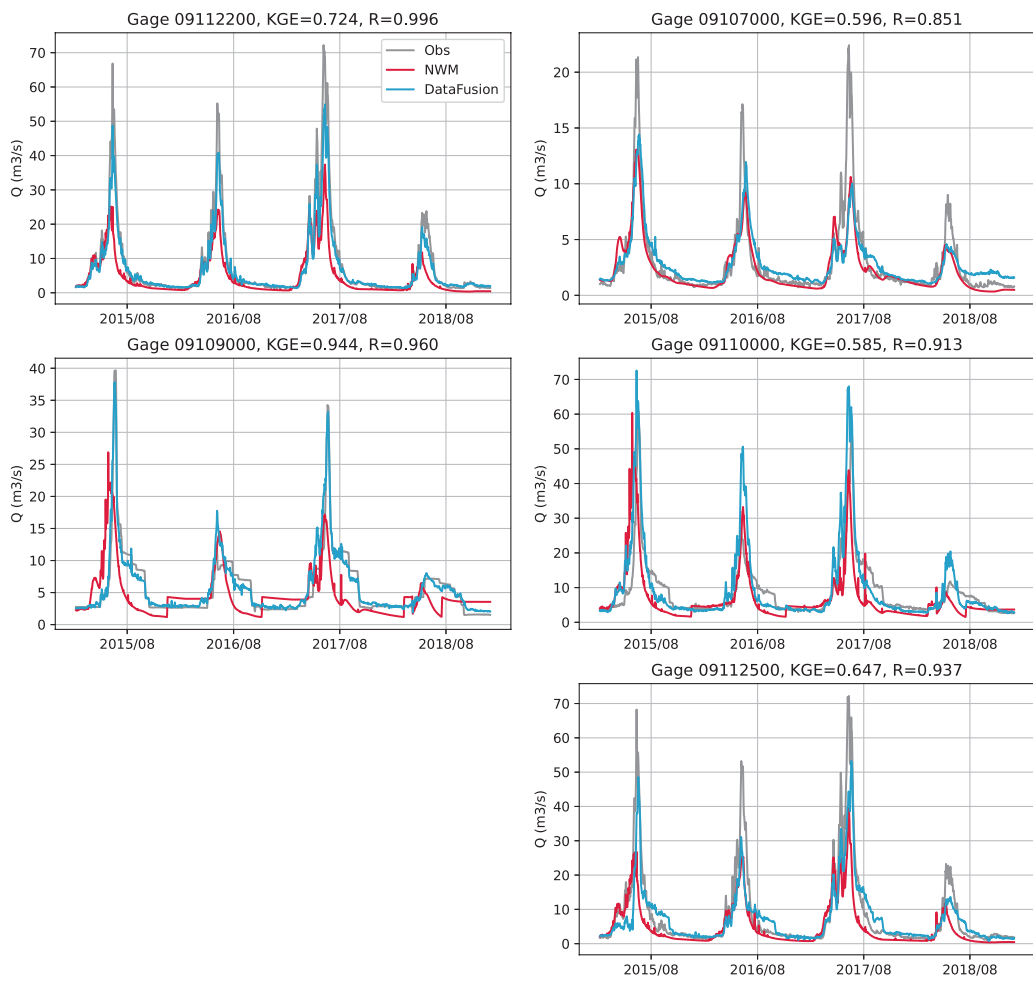 Gage 09112200, KGE=0.724, R=0.996
Q (m3/s)
70
60
50
40
30
20
10
0
Obs
NWM
DataFusion
2015/08 2016/08 2017/08 2018/08
Gage 09107000, KGE=0.596, R=0.851
Q (m3/s)
20
15
10
5
0
2015/08 2016/08 2017/08 2018/08
Gage 09109000, KGE=0.944, R=0.960
Q (m3/s)
40
35
30
25
20
15
10
5
0
2015/08 2016/08 2017/08 2018/08
Gage 09110000, KGE=0.585, R=0.913
Q (m3/s)
70
60
50
40
30
20
10
0
2015/08 2016/08 2017/08 2018/08
Gage 09112500, KGE=0.647, R=0.937
Q (m3/s)
70
60
50
40
30
20
10
0
2015/08 2016/08 2017/08 2018/08